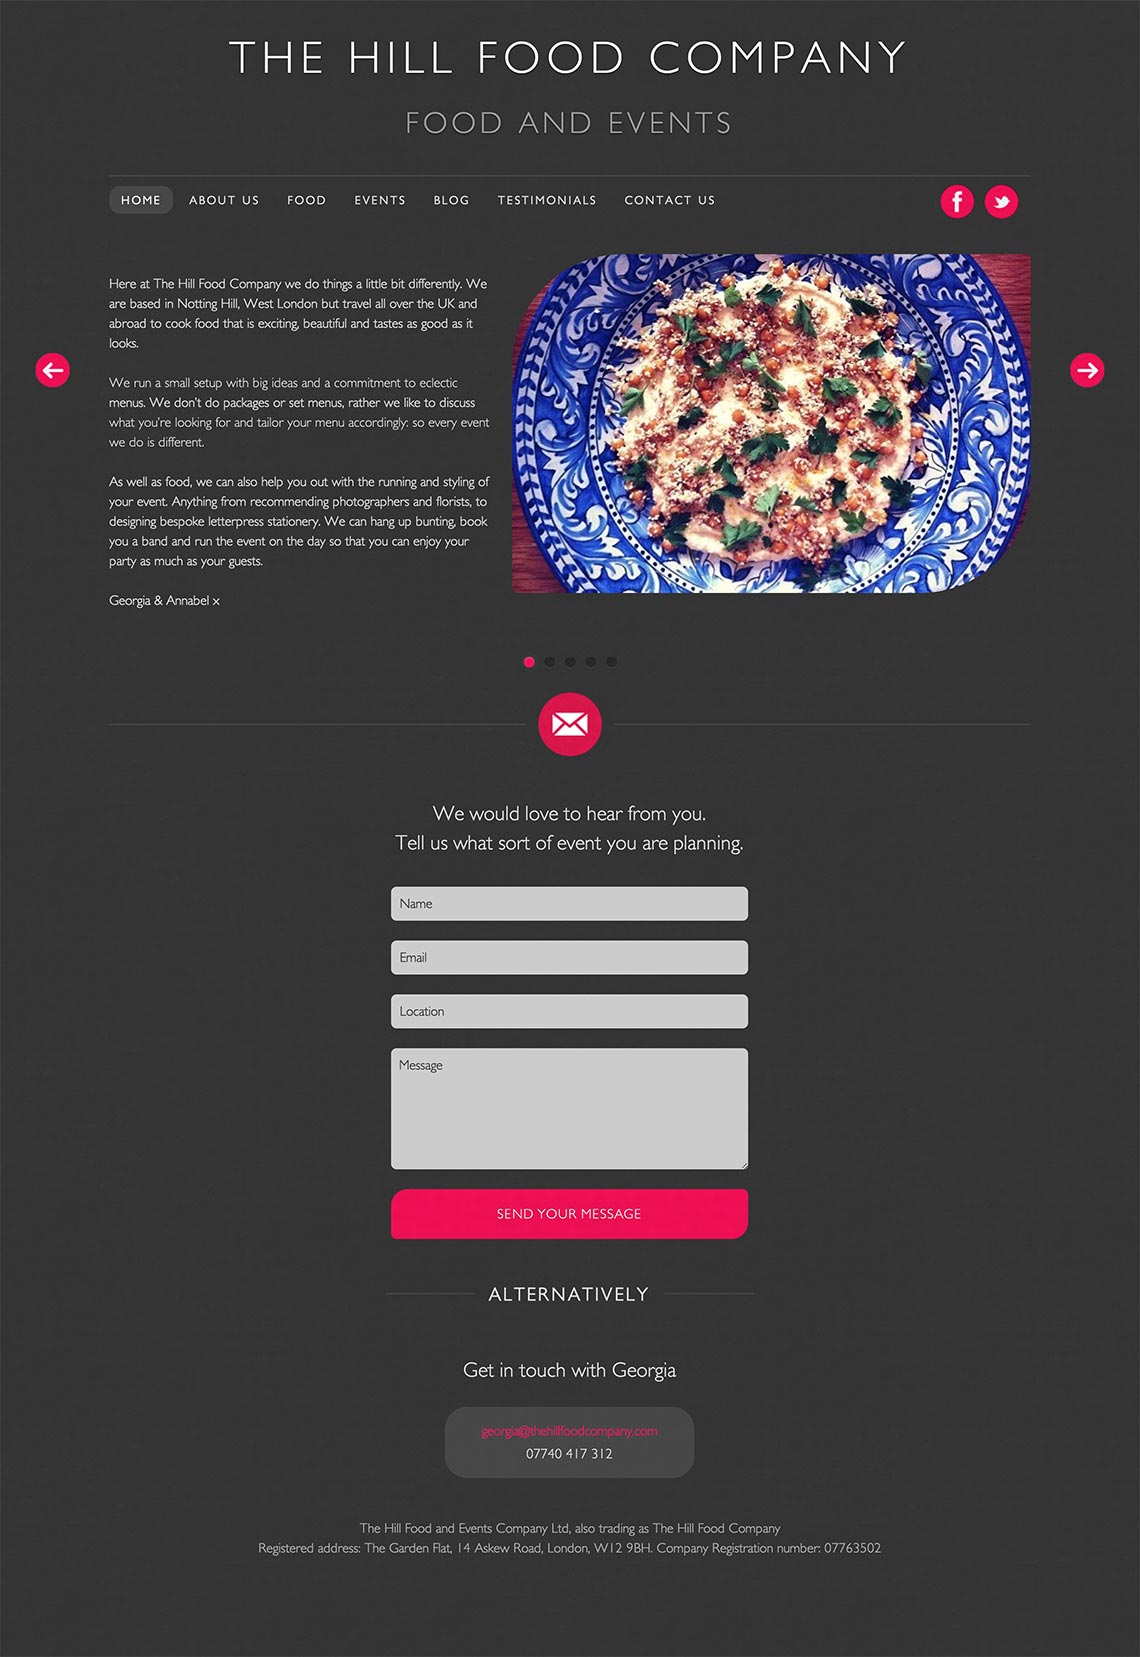 THE HILL FOOD COMPANY
FOOD AND EVENTS
HOME ABOUT US FOOD EVENTS BLOG TESTIMONIALS CONTACT US
Here at The Hill Food Company we do things a little bit differently. We
are based in Notting Hill, West London but travel all over the UK and
abroad to cook food that is exciting, beautiful and tastes as good as it
looks.
We run a small setup with big ideas and a commitment to eclectic
menus. We don't do packages or set menus, rather we like to discuss
what you're looking for and tailor your menu accordingly: so every event
we do is different.
As well as food, we can also help you out with the running and styling of
your event. Anything from recommending photographers and florists, to
designing bespoke letterpress stationery. We can hang up bunting, book
you a band and run the event on the day so that you can enjoy your
party as much as your guests.
Georgia & Annabel x
We would love to hear from you.
Tell us what sort of event you are planning.
Name
Email
Location
Message
SEND YOUR MESSAGE
ALTERNATIVELY
Get in touch with Georgia
georgia@thehillfoodcompany.com
07740 417 312
The Hill Food and Events Company Ltd, also trading as The Hill Food Company
Registered address: The Garden Flat, 14 Askew Road, London, W12 9BH. Company Registration number: 07763502